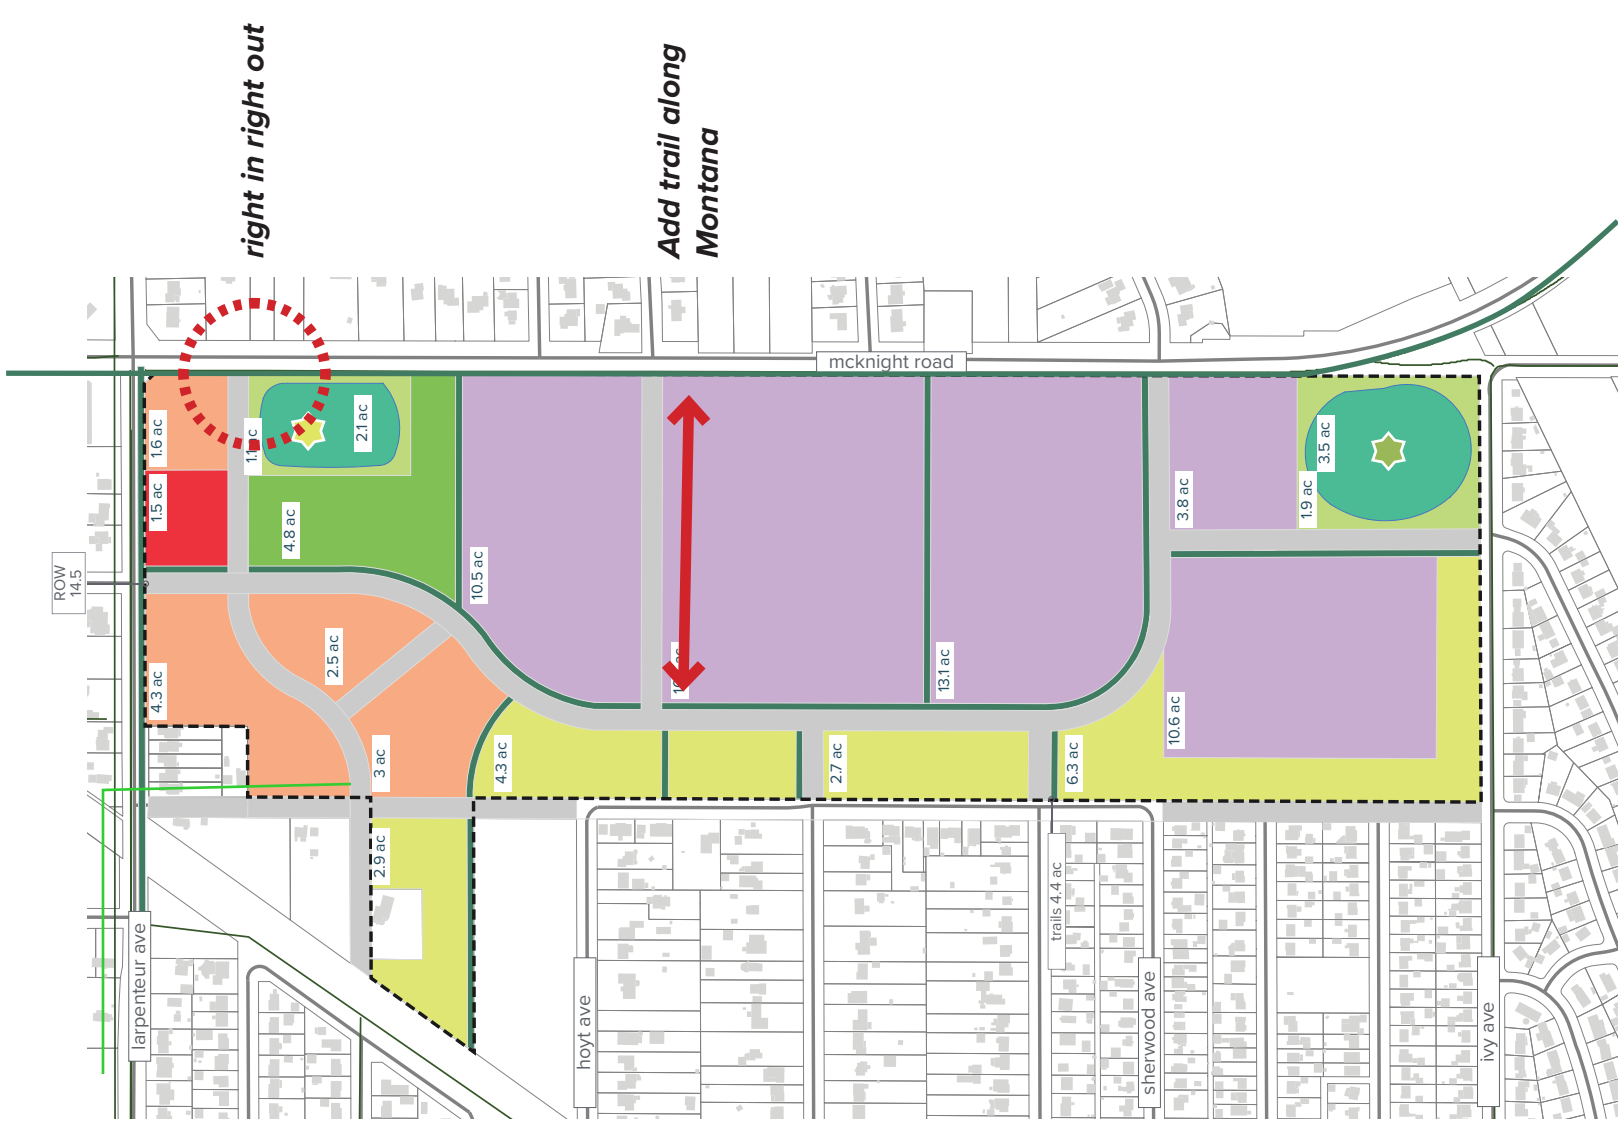 right in right out
Add trail along
Montana
mcknight road
1.6 ac
2.1 ac
1.5 ac
4.8 ac
3.5 ac
3.8 ac
1.9 ac
ROW
14.5
10.5 ac
2.5 ac
4.3 ac
13.1 ac
10.6 ac
3 ac
4.3 ac
2.7 ac
6.3 ac
2.9 ac
trails 4.4 ac
larpenteur ave
hoyt ave
sherwood ave
ivy ave